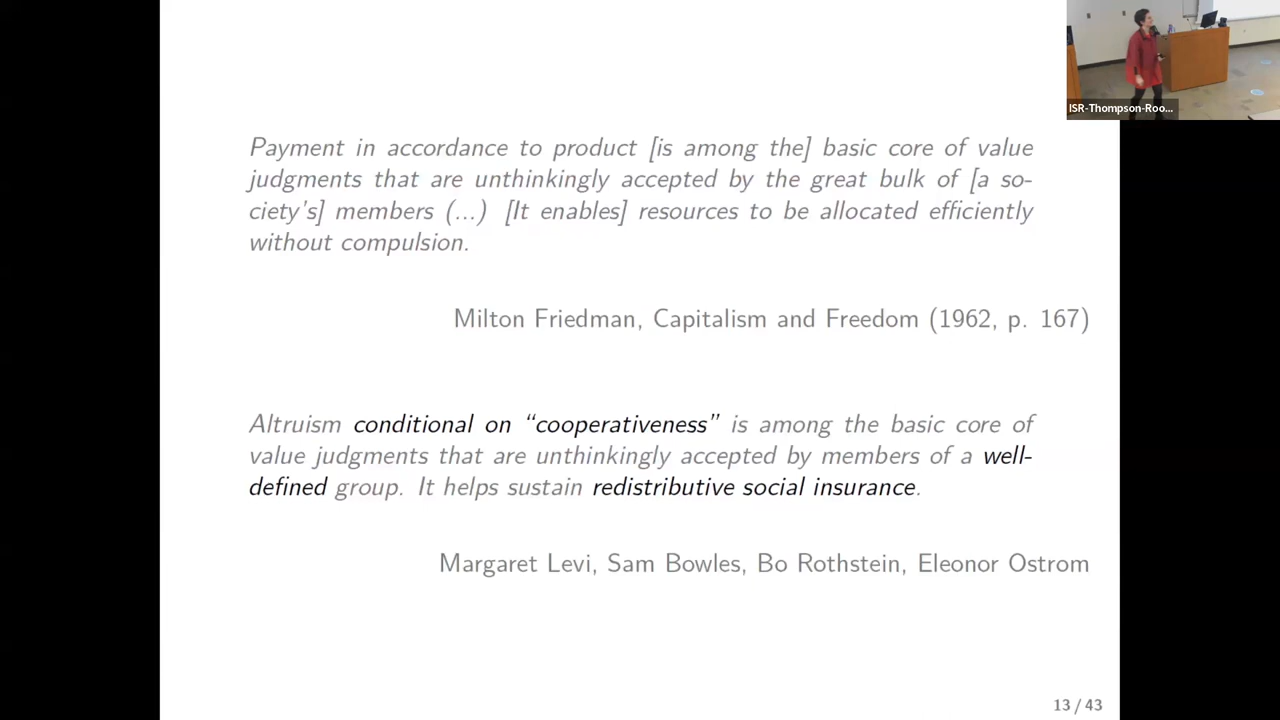 ISR-Thompson-Roo...
Payment in accordance to product [is among the] basic core of value
judgments that are unthinkingly accepted by the great bulk of [a so-
ciety's] members (...) [It enables] resources to be allocated efficiently
without compulsion.
Milton Friedman, Capitalism and Freedom (1962, p. 167)
Altruism conditional on “cooperativeness” is among the basic core of
value judgments that are unthinkingly accepted by members of a well-
defined group. It helps sustain redistributive social insurance.
Margaret Levi, Sam Bowles, Bo Rothstein, Eleonor Ostrom
13 / 43